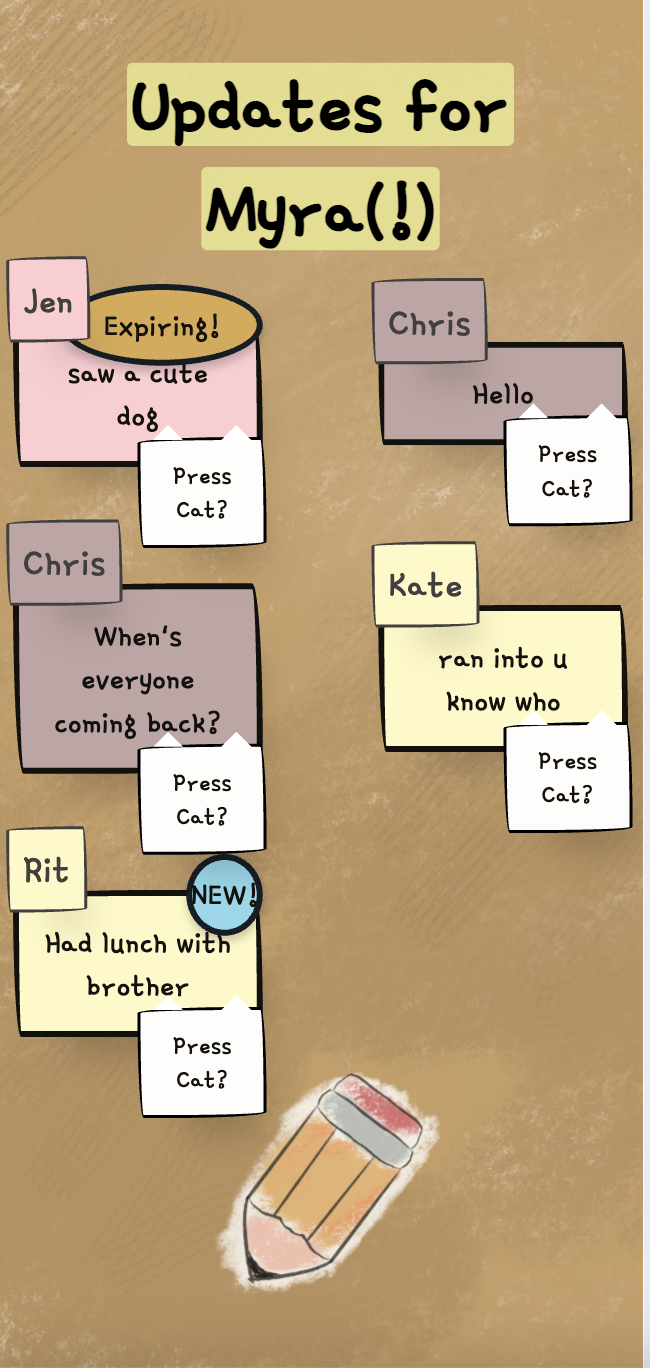 Updates for
Myra(!)
Jen
Expiring!
saw a cute
dog
Press
Cat?
Chris
Hello
Press
Cat?
Chris
When's
everyone
coming back?
Press
Cat?
Kate
ran into u
know who
Press
Cat?
Rit
NEW!
Had lunch with
brother
Press
Cat?